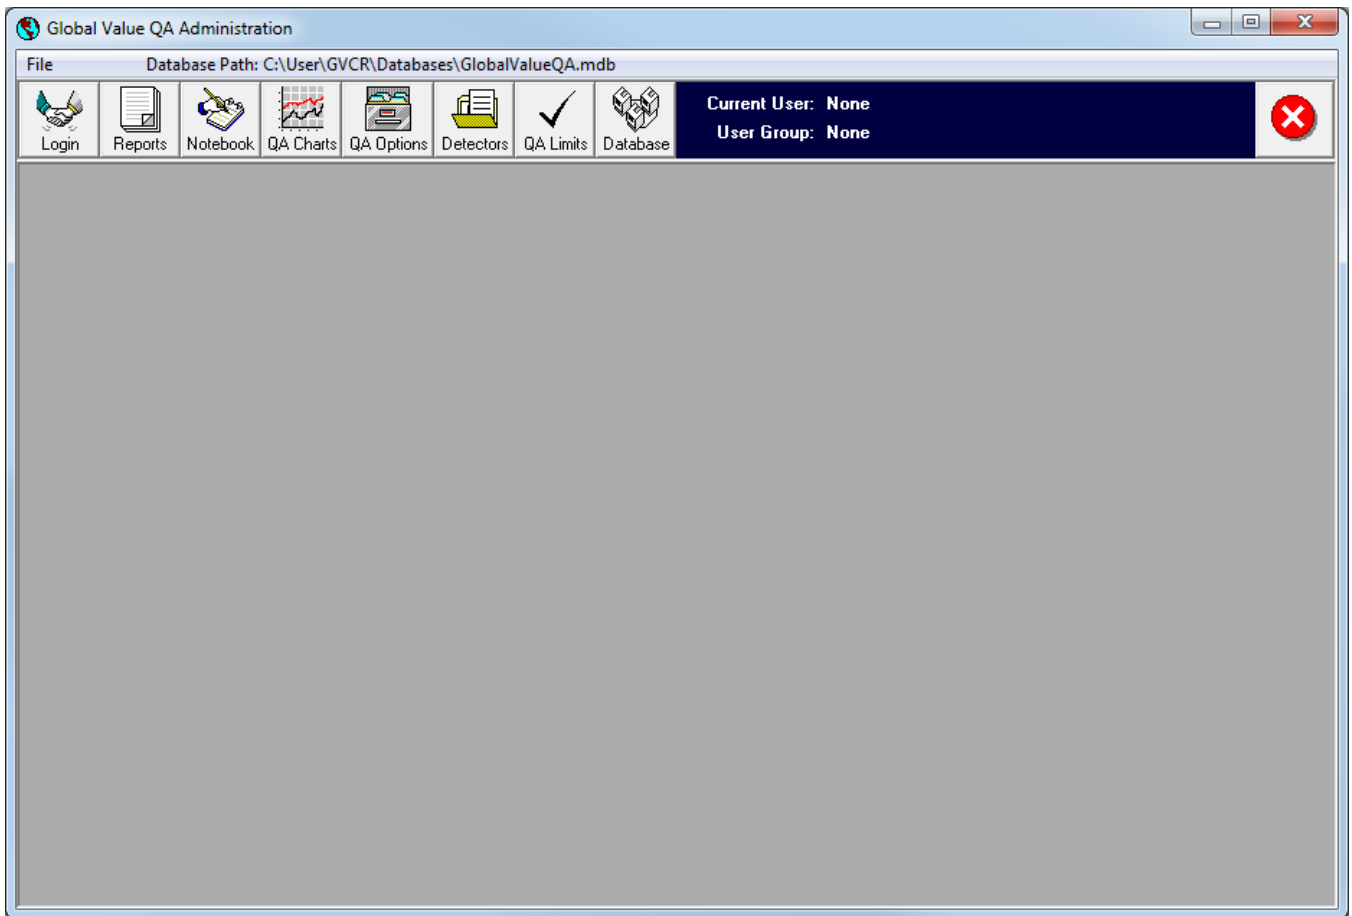 Global Value QA Administration
File Database Path: C:\User\GVCR\Databases\GlobalValueQA.mdb
Login Reports Notebook QA Charts QA Options Detectors QA Limits Database
Current User: None
User Group: None